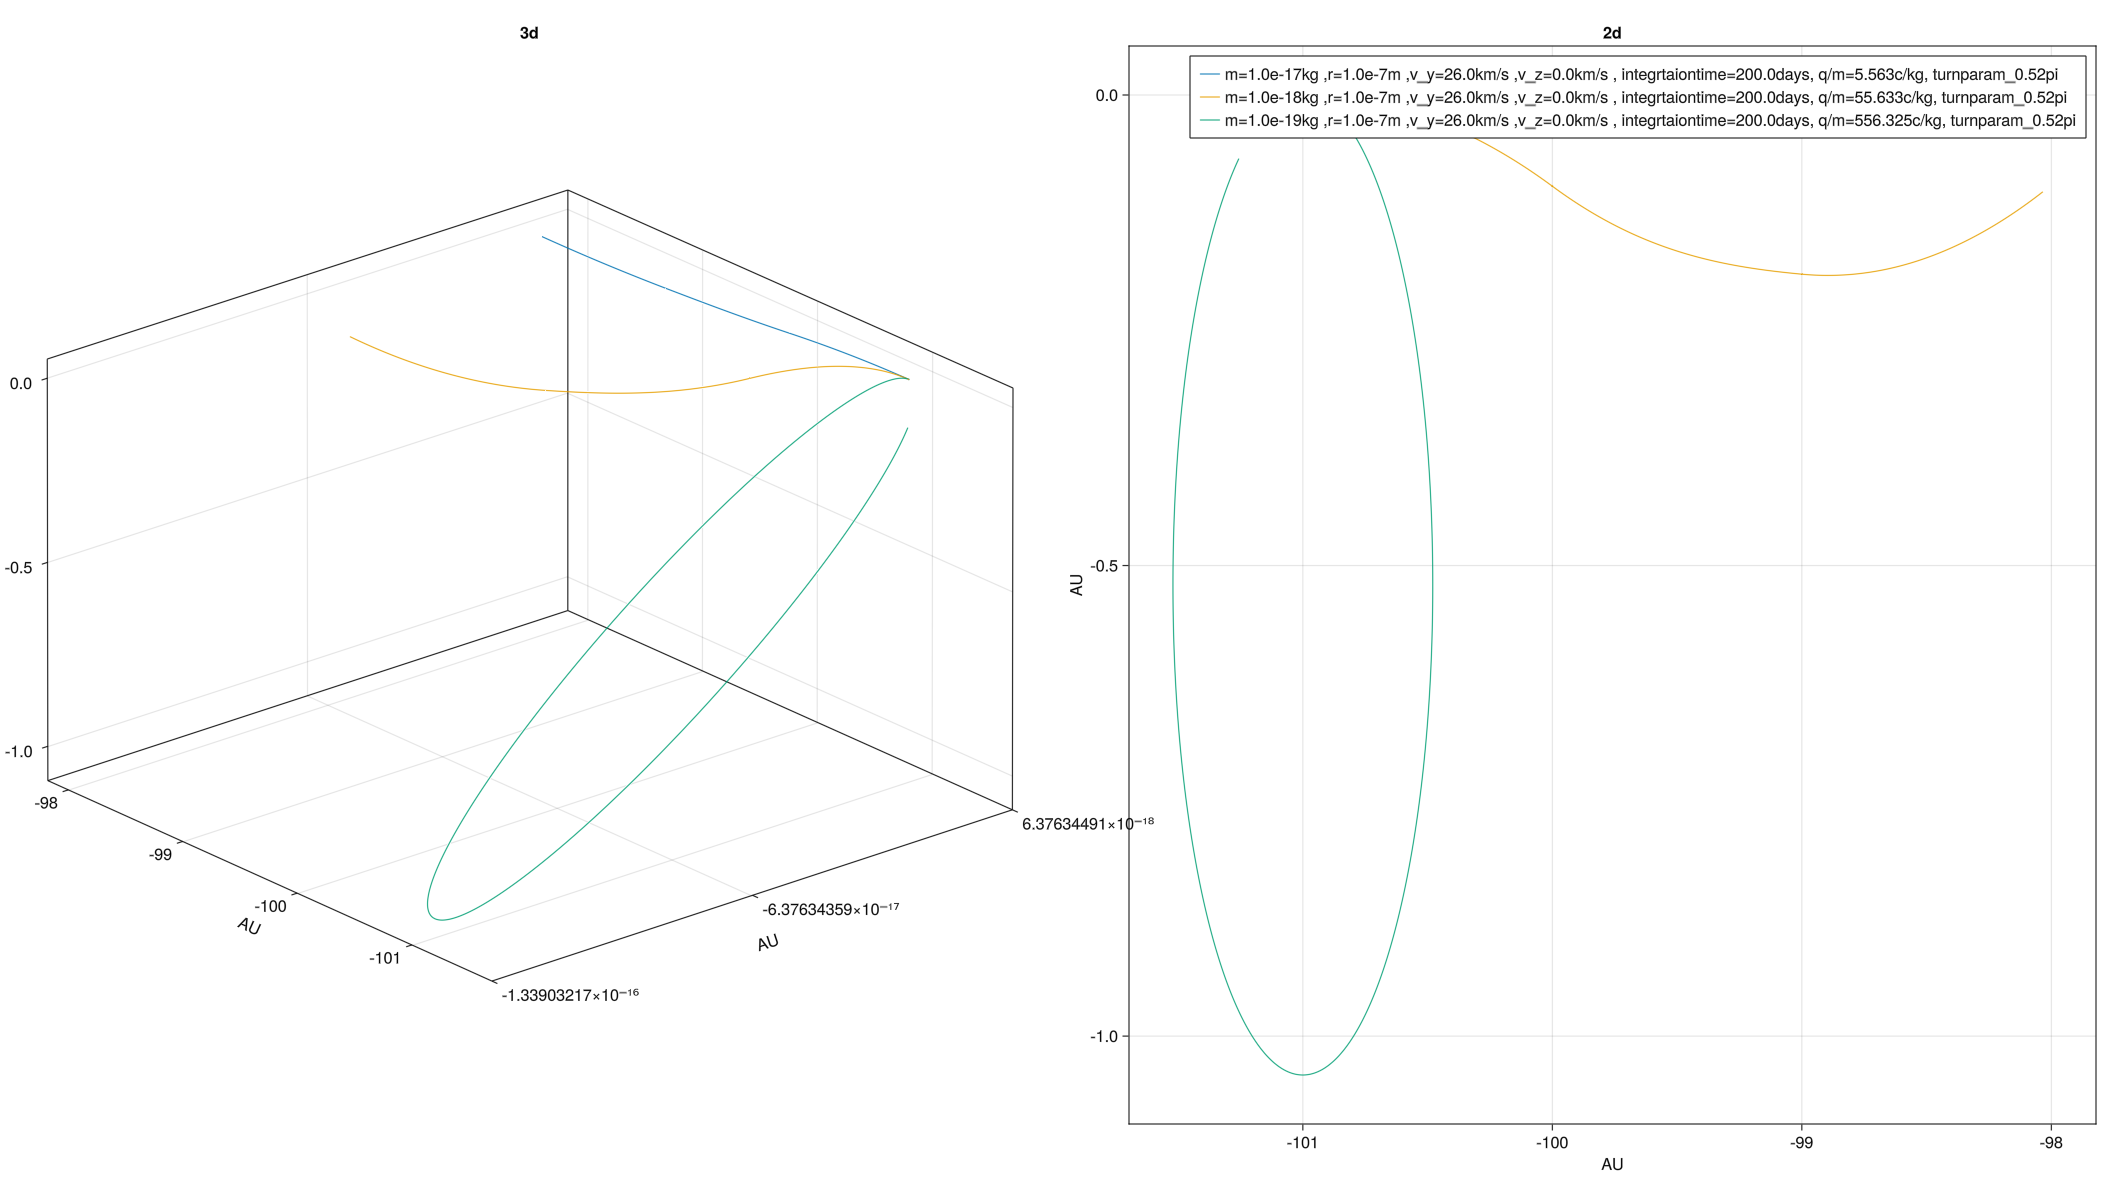 3d
0.0
-0.5
-1.0
-98
-99
-100
-101
AU
-1.33903217×10⁻¹⁶
-6.37634359×10⁻¹⁷
6.37634491×10⁻¹⁸
AU
2d
m=1.0e-17kg ,r=1.0e-7m ,v_y=26.0km/s ,v_z=0.0km/s , integrtaiontime=200.0days, q/m=5.563c/kg, turnparam_0.52pi
m=1.0e-18kg ,r=1.0e-7m ,v_y=26.0km/s ,v_z=0.0km/s , integrtaiontime=200.0days, q/m=55.633c/kg, turnparam_0.52pi
m=1.0e-19kg ,r=1.0e-7m ,v_y=26.0km/s ,v_z=0.0km/s , integrtaiontime=200.0days, q/m=556.325c/kg, turnparam_0.52pi
0.0
-0.5
-1.0
AU
-101
-100
-99
-98
AU